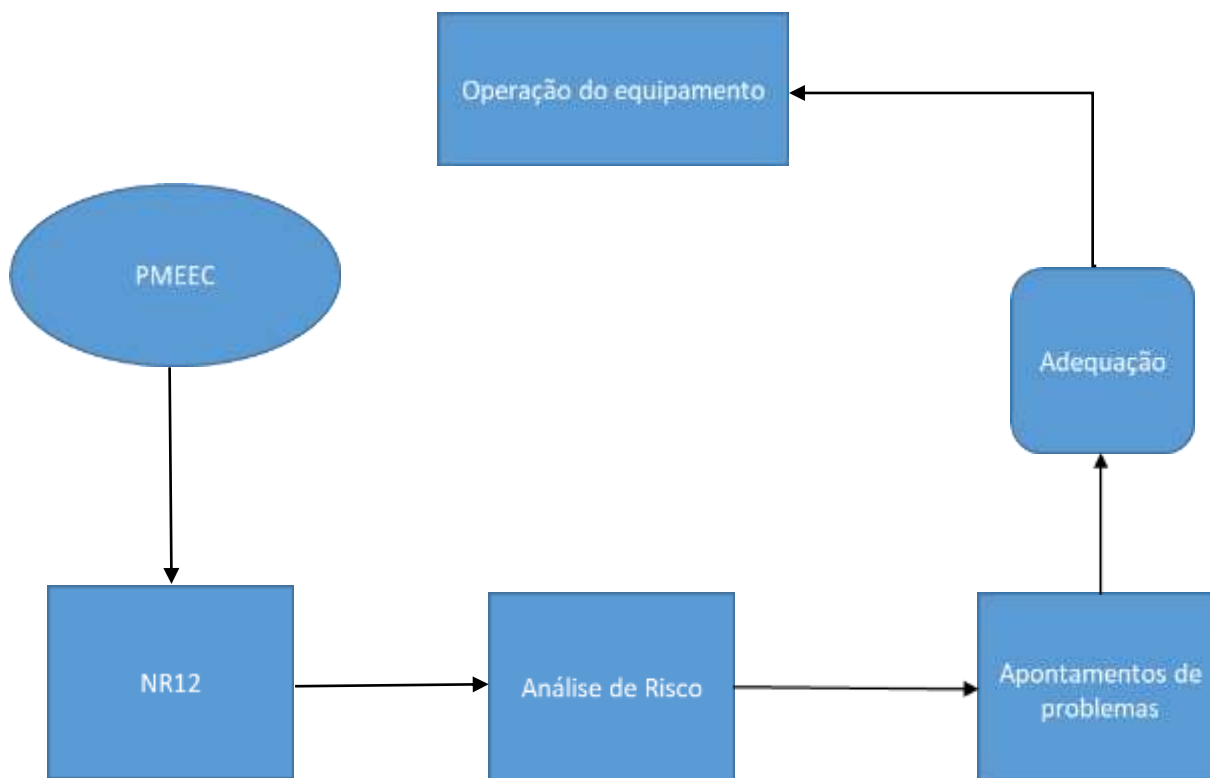 Operação do equipamento
PMEEC
Adequação
NR12
Análise de Risco
Apontamentos de
problemas